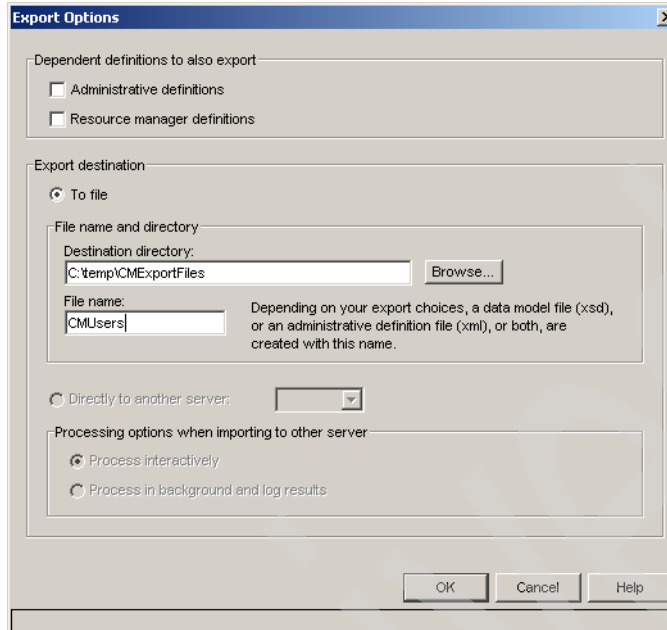 Export Options
Dependent definitions to also export
Administrative definitions
Resource manager definitions
Export destination
To file
File name and directory
Destination directory:
C:\temp\CMExportFiles
Browse...
File name:
CMUsers
Depending on your export choices, a data model file (xsd),
or an administrative definition file (xml), or both, are
created with this name.
Directly to another server:
Processing options when importing to other server
Process interactively
Process in background and log results
OK Cancel Help